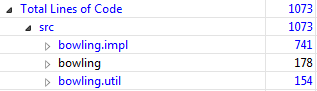 Total Lines of Code 1073
src 1073
bowling.impl 741
bowling 178
bowling.util 154